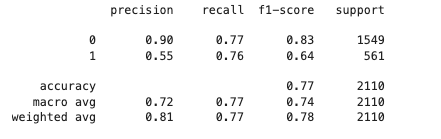 precision recall f1-score support
0 0.90 0.77 0.83 1549
1 0.55 0.76 0.64 561
accuracy 0.77 2110
macro avg 0.72 0.77 0.74 2110
weighted avg 0.81 0.77 0.78 2110